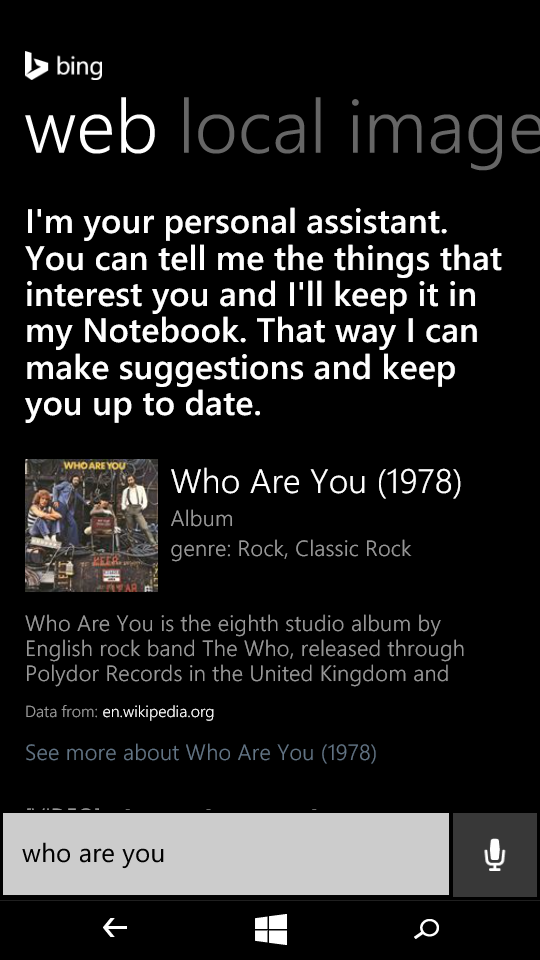 bing
web local image
I'm your personal assistant.
You can tell me the things that
interest you and I'll keep it in
my Notebook. That way I can
make suggestions and keep
you up to date.
WHO ARE YOU
Who Are You (1978)
Album
genre: Rock, Classic Rock
Who Are You is the eighth studio album by
English rock band The Who, released through
Polydor Records in the United Kingdom and
Data from: en.wikipedia.org
See more about Who Are You (1978)
who are you